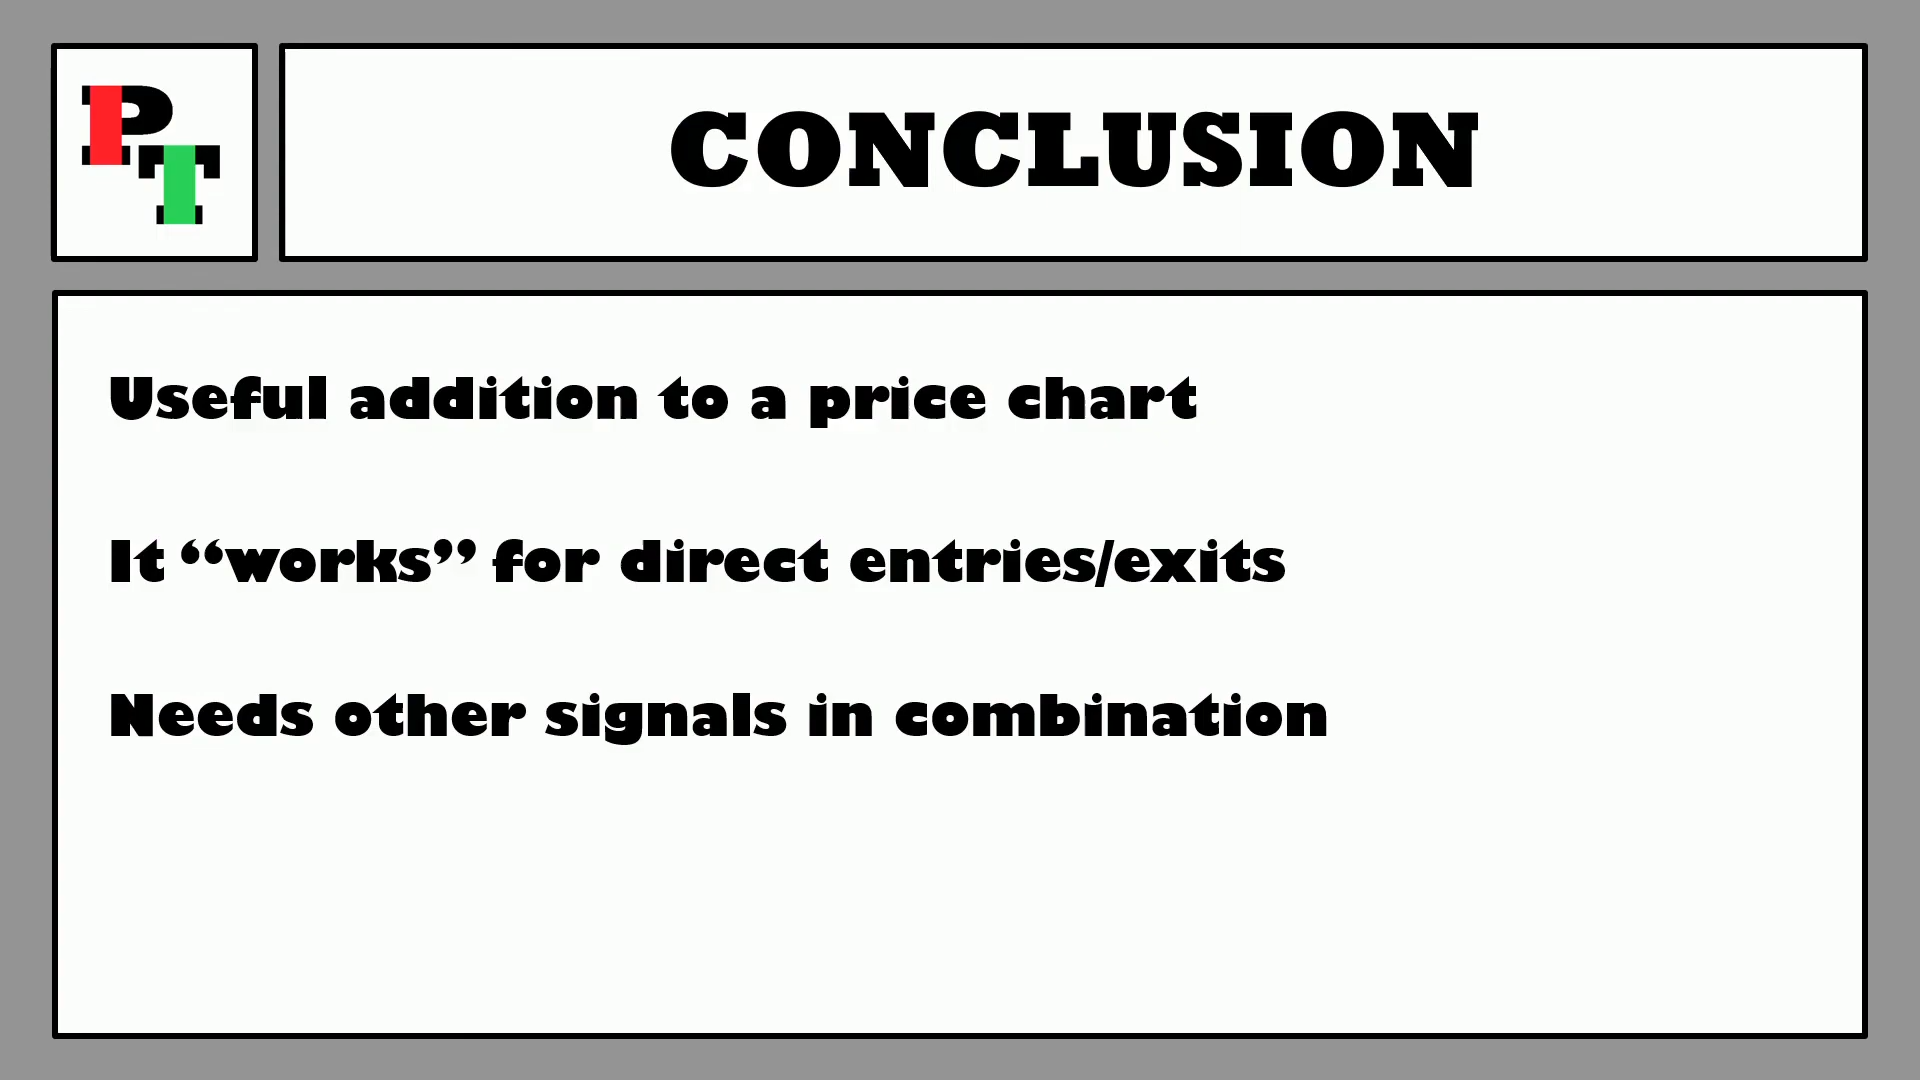 PT
CONCLUSION
Useful addition to a price chart
It “works” for direct entries/exits
Needs other signals in combination